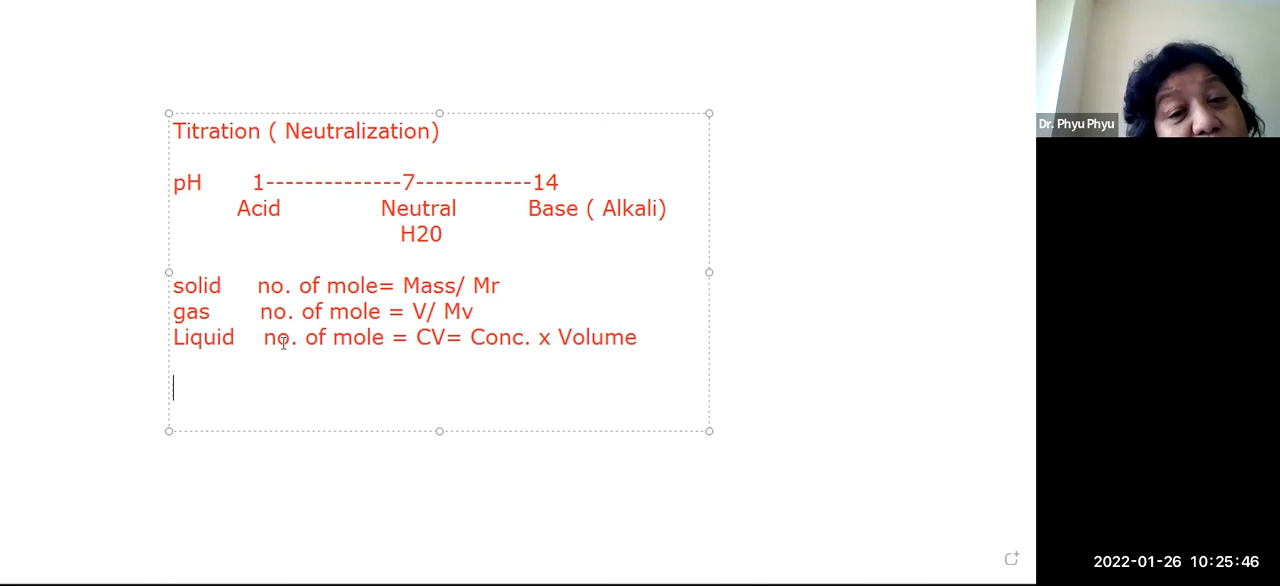 Titration ( Neutralization)
pH 1--------------7------------14
Acid Neutral Base ( Alkali)
H20
solid no. of mole= Mass/ Mr
gas no. of mole = V/ Mv
Liquid no. of mole = CV= Conc. x Volume
Dr. Phyu Phyu
2022-01-26 10:25:46